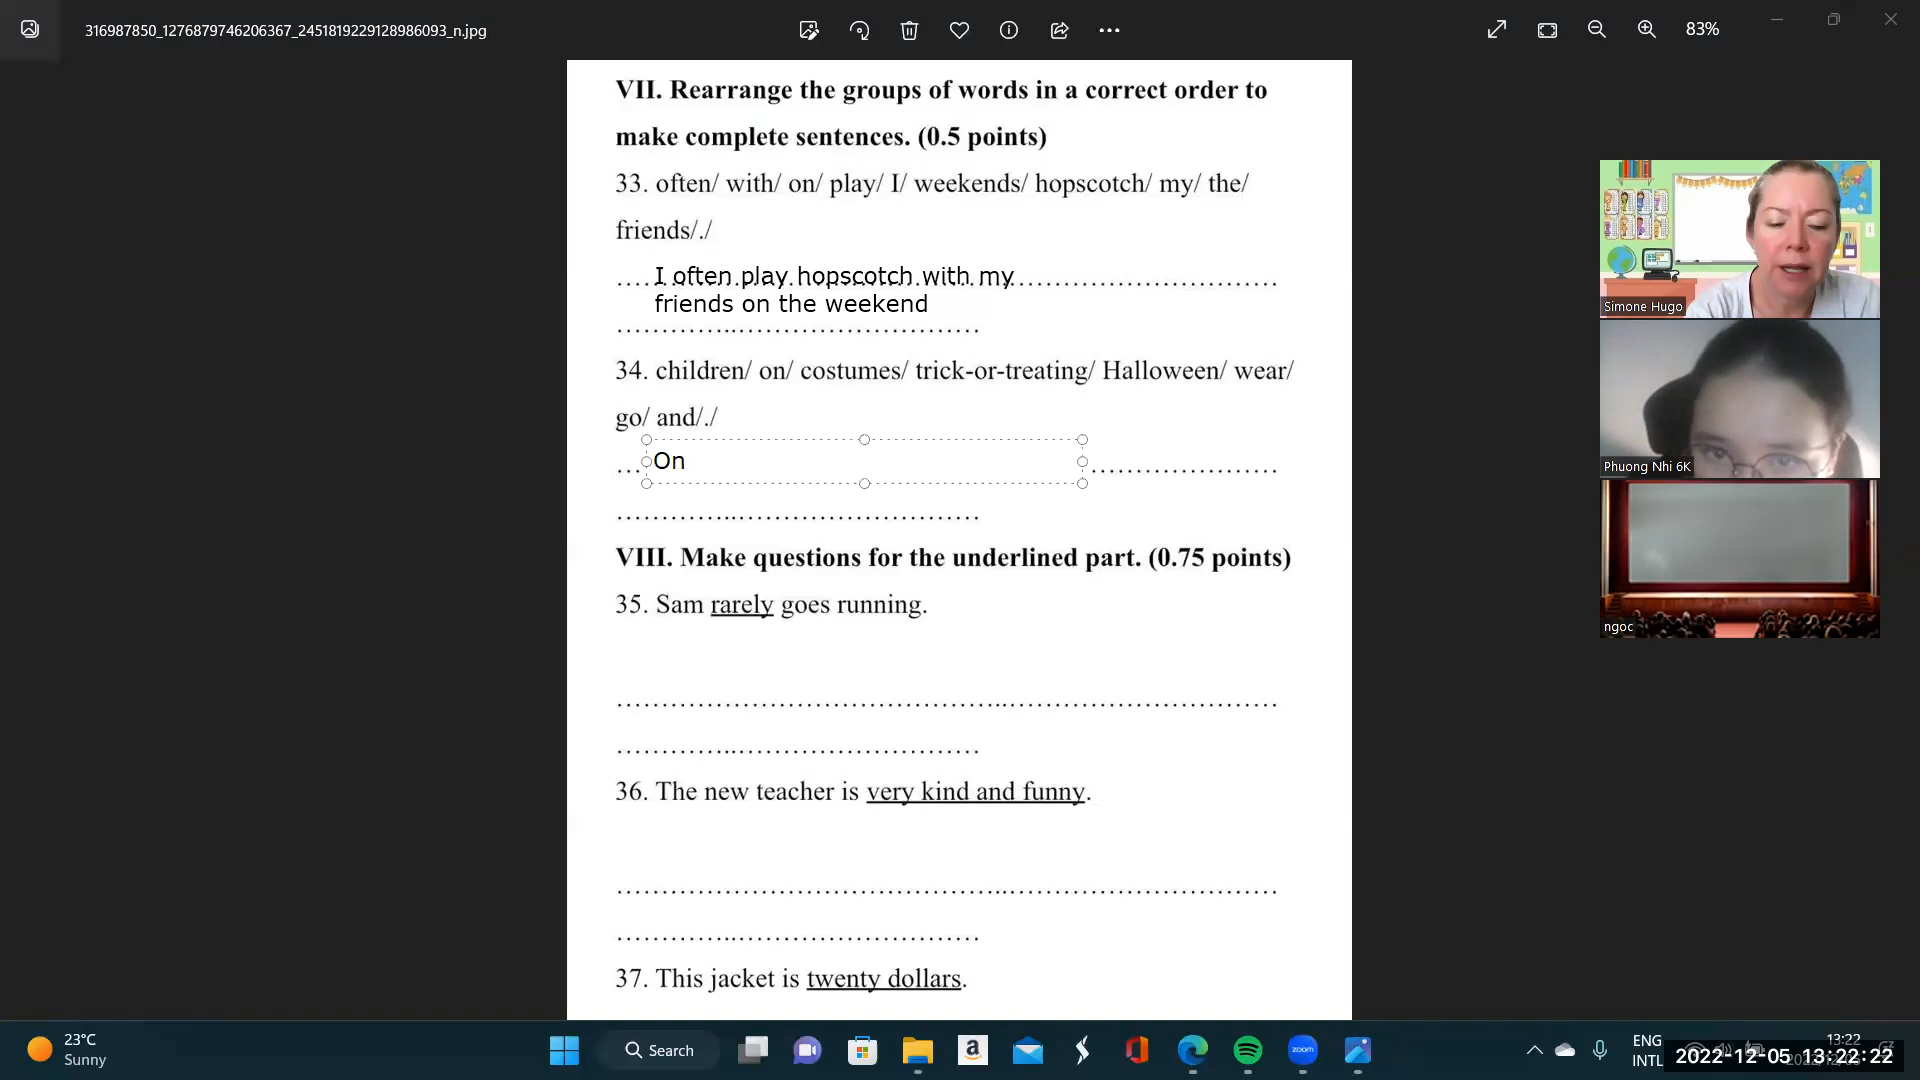 316987850_1276879746206367_2451819229128986093_n.jpg
83%
VII. Rearrange the groups of words in a correct order to
make complete sentences. (0.5 points)
33. often/ with/ on/ play/ I/ weekends/ hopscotch/ my/ the/
friends/./
I often play hopscotch with my
friends on the weekend
34. children/ on/ costumes/ trick-or-treating/ Halloween/ wear/
go/ and/./
On
VIII. Make questions for the underlined part. (0.75 points)
35. Sam rarely goes running.
36. The new teacher is very kind and funny.
37. This jacket is twenty dollars.
Simone Hugo
Phuong Nhi 6K
ngoc
23°C
Sunny
Search
a
zoom
ENG
INTL
13:22
2022-12-05 13:22:22